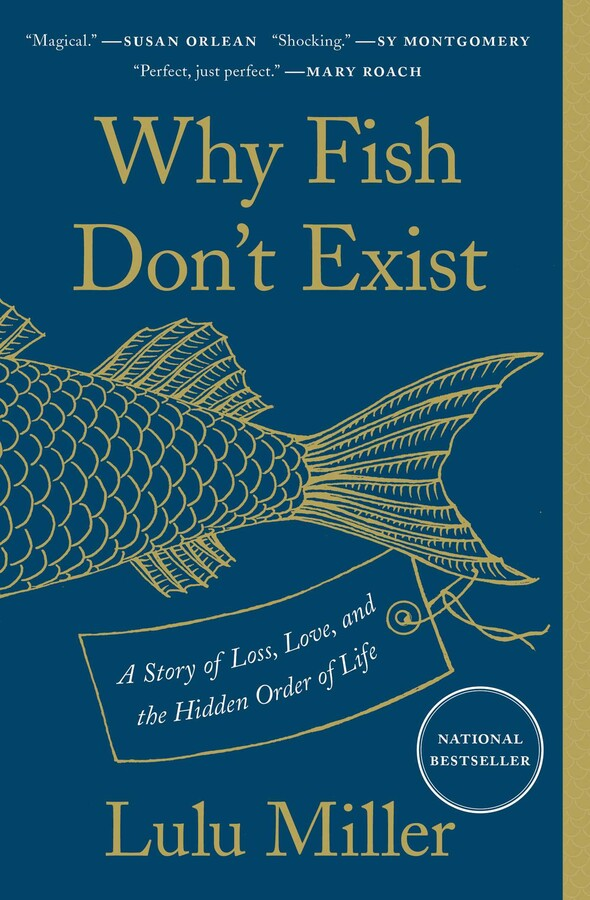 “Magical.” —SUSAN ORLEAN “Shocking.” —SY MONTGOMERY
“Perfect, just perfect.” —MARY ROACH
Why Fish
Don’t Exist
A Story of Loss, Love, and
the Hidden Order of Life
NATIONAL
BESTSELLER
Lulu Miller